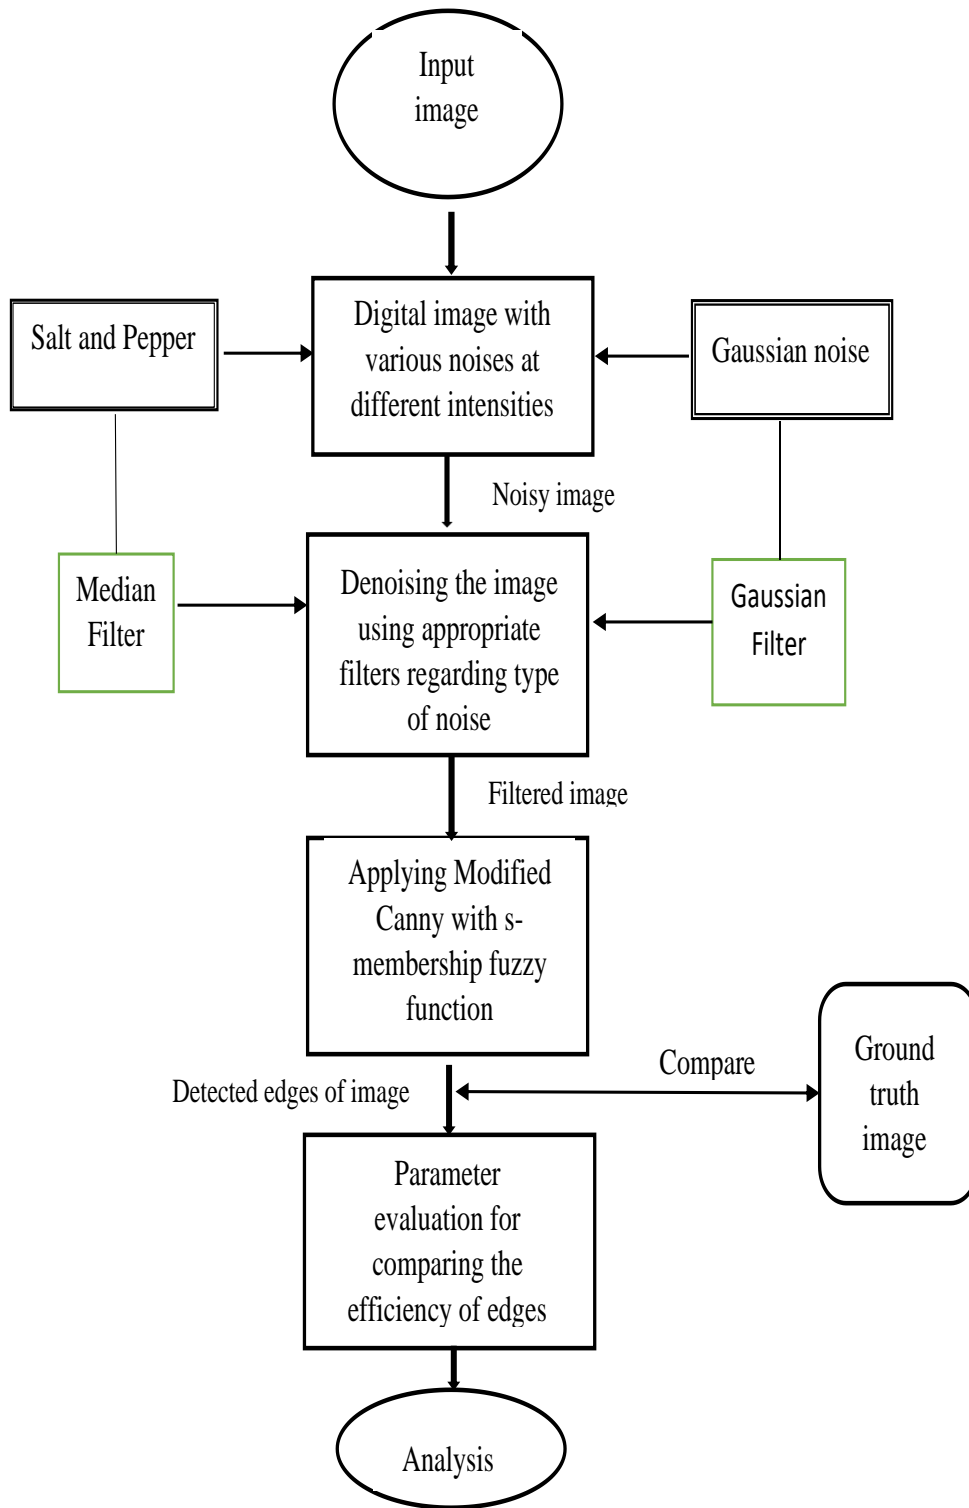 Input
image
Salt and Pepper
Digital image with
various noises at
different intensities
Gaussian noise
Noisy image
Median
Filter
Denoising the image
using appropriate
filters regarding type
of noise
Gaussian
Filter
Filtered image
Applying Modified
Canny with s-
membership fuzzy
function
Detected edges of image
Compare
Ground
truth
image
Parameter
evaluation for
comparing the
efficiency of edges
Analysis